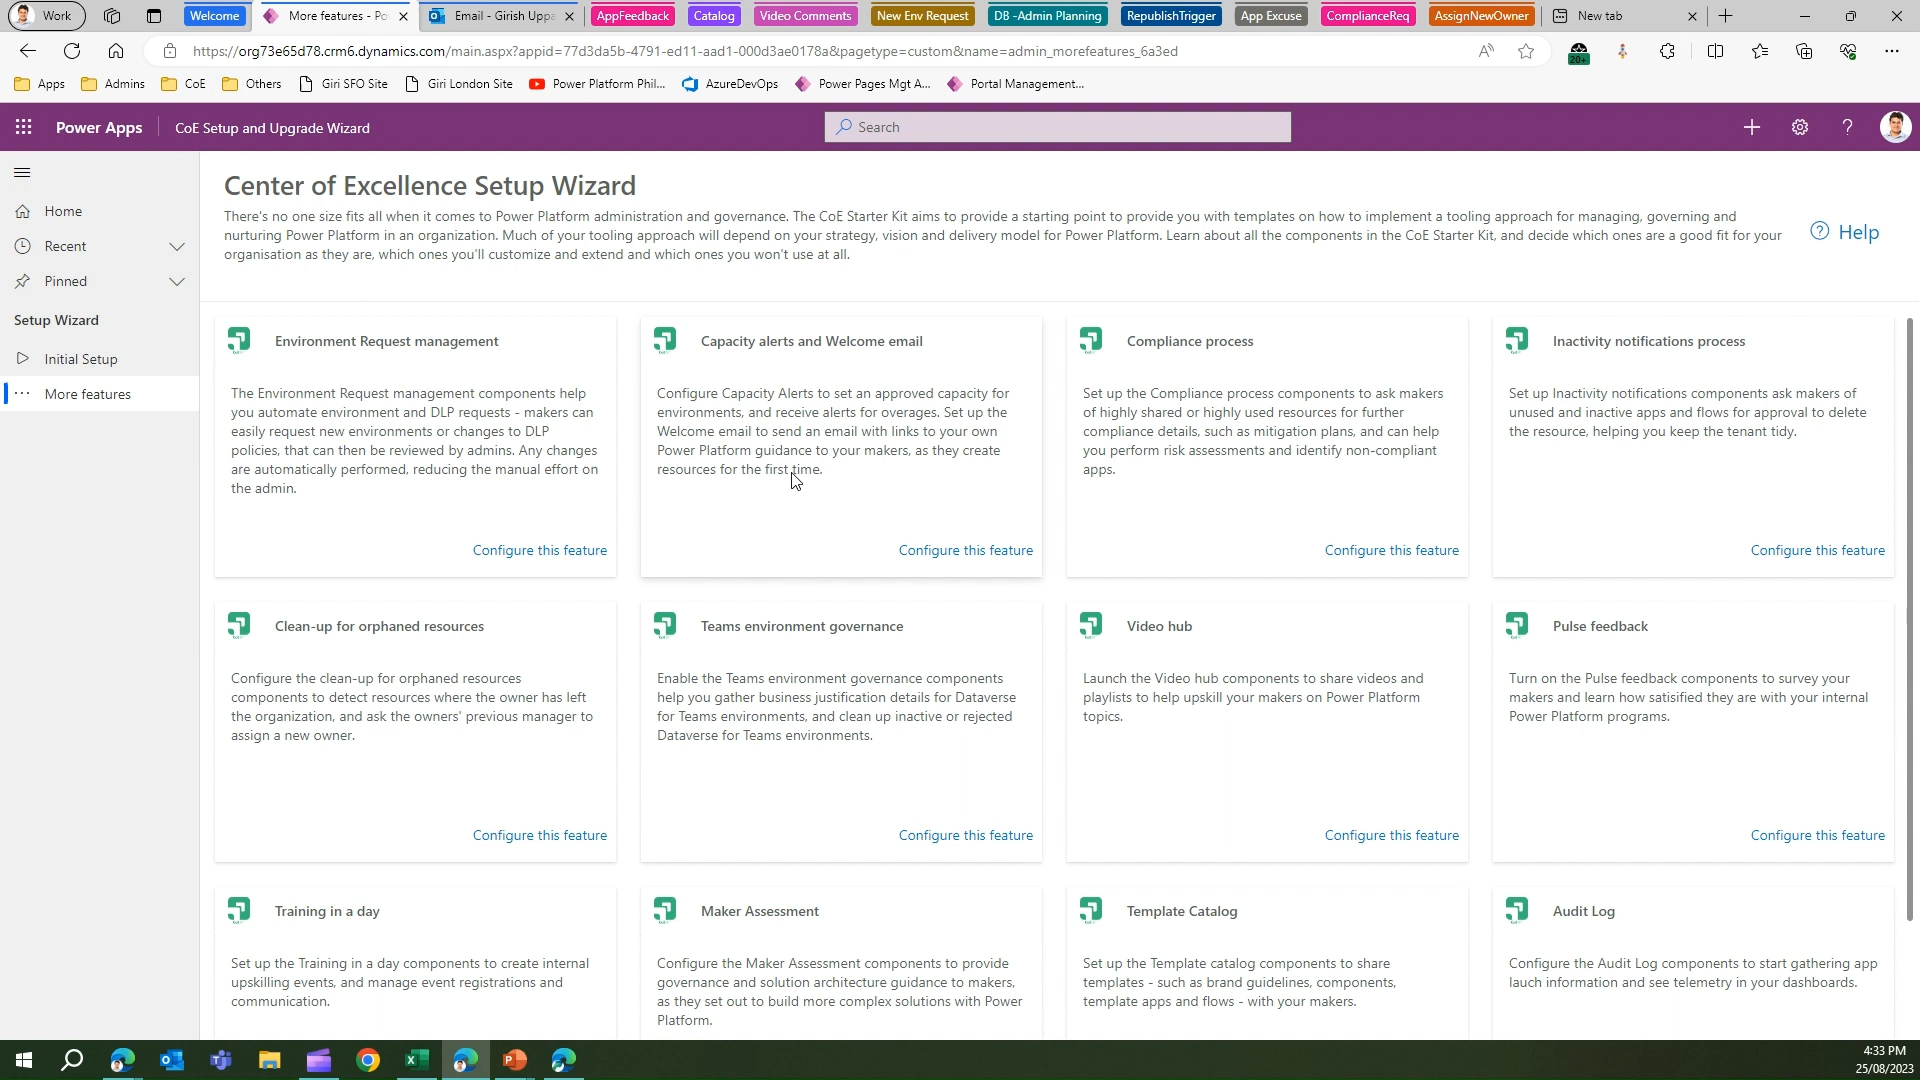 Work
Welcome
More features - Po
Email - Girish Uppa
AppFeedback
Catalog
Video Comments
New Env Request
DB -Admin Planning
RepublishTrigger
App Excuse
ComplianceReq
AssignNewOwner
New tab
https://org73e65d78.crm6.dynamics.com/main.aspx?appid=77d3da5b-4791-ed11-aad1-000d3ae0178a&pagetype=custom&name=admin_morefeatures_6a3ed
20+
Apps
Admins
CoE
Others
Giri SFO Site
Giri London Site
Power Platform Phil...
AzureDevOps
Power Pages Mgt A...
Portal Management...
Power Apps
CoE Setup and Upgrade Wizard
Search
Home
Recent
Pinned
Setup Wizard
Initial Setup
More features
Center of Excellence Setup Wizard
There's no one size fits all when it comes to Power Platform administration and governance. The CoE Starter Kit aims to provide a starting point to provide you with templates on how to implement a tooling approach for managing, governing and
nurturing Power Platform in an organization. Much of your tooling approach will depend on your strategy, vision and delivery model for Power Platform. Learn about all the components in the CoE Starter Kit, and decide which ones are a good fit for your
organisation as they are, which ones you'll customize and extend and which ones you won't use at all.
Help
Environment Request management
The Environment Request management components help
you automate environment and DLP requests - makers can
easily request new environments or changes to DLP
policies, that can then be reviewed by admins. Any changes
are automatically performed, reducing the manual effort on
the admin.
Configure this feature
Capacity alerts and Welcome email
Configure Capacity Alerts to set an approved capacity for
environments, and receive alerts for overages. Set up the
Welcome email to send an email with links to your own
Power Platform guidance to your makers, as they create
resources for the first time.
Configure this feature
Compliance process
Set up the Compliance process components to ask makers
of highly shared or highly used resources for further
compliance details, such as mitigation plans, and can help
you perform risk assessments and identify non-compliant
apps.
Configure this feature
Inactivity notifications process
Set up Inactivity notifications components ask makers of
unused and inactive apps and flows for approval to delete
the resource, helping you keep the tenant tidy.
Configure this feature
Clean-up for orphaned resources
Configure the clean-up for orphaned resources
components to detect resources where the owner has left
the organization, and ask the owners' previous manager to
assign a new owner.
Configure this feature
Teams environment governance
Enable the Teams environment governance components
help you gather business justification details for Dataverse
for Teams environments, and clean up inactive or rejected
Dataverse for Teams environments.
Configure this feature
Video hub
Launch the Video hub components to share videos and
playlists to help upskill your makers on Power Platform
topics.
Configure this feature
Pulse feedback
Turn on the Pulse feedback components to survey your
makers and learn how satisfied they are with your internal
Power Platform programs.
Configure this feature
Training in a day
Set up the Training in a day components to create internal
upskilling events, and manage event registrations and
communication.
Maker Assessment
Configure the Maker Assessment components to provide
governance and solution architecture guidance to makers,
as they set out to build more complex solutions with Power
Platform.
Template Catalog
Set up the Template catalog components to share
templates - such as brand guidelines, components,
template apps and flows - with your makers.
Audit Log
Configure the Audit Log components to start gathering app
lauch information and see telemetry in your dashboards.
4:33 PM
25/08/2023